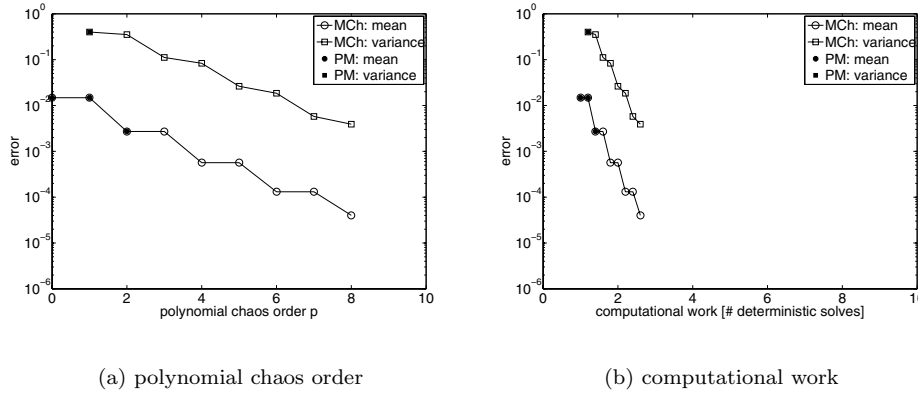 10^0
10^-1
10^-2
10^-3
10^-4
10^-5
10^-6
error
0 2 4 6 8 10
polynomial chaos order p
MCh: mean
MCh: variance
PM: mean
PM: variance
(a) polynomial chaos order
10^0
10^-1
10^-2
10^-3
10^-4
10^-5
10^-6
error
0 2 4 6 8 10
computational work [# deterministic solves]
MCh: mean
MCh: variance
PM: mean
PM: variance
(b) computational work